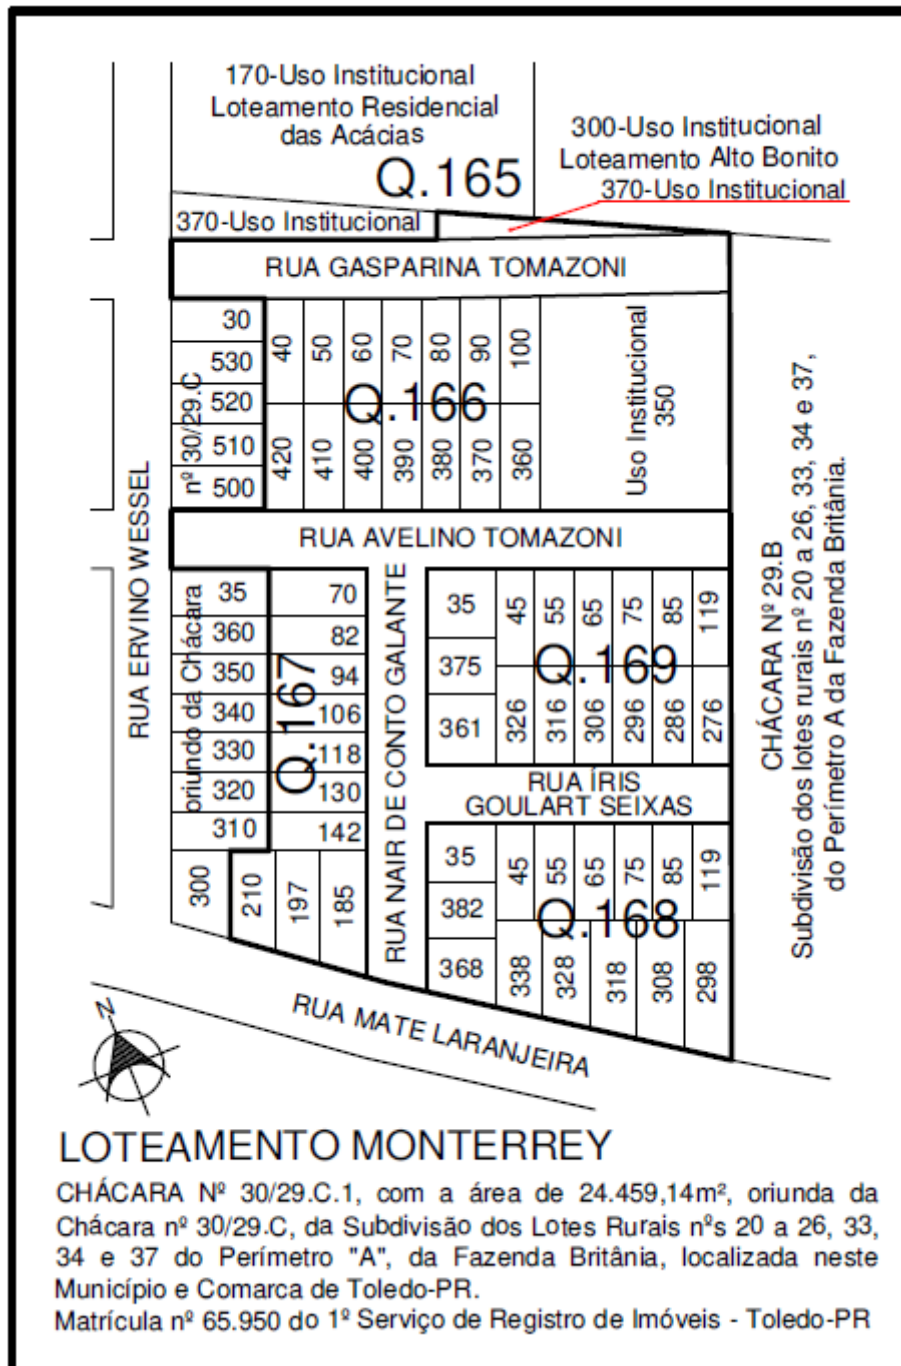 170-Uso Institucional
Loteamento Residencial
das Acácias
Q.165
300-Uso Institucional
Loteamento Alto Bonito
370-Uso Institucional
370-Uso Institucional
RUA GASPARINA TOMAZONI
30
530
520
510
500
nº 30/29.C
40
50
60
70
80
90
100
Q.166
420
410
400
390
380
370
360
Uso Institucional
350
RUA ERVINO WESSEL
RUA AVELINO TOMAZONI
35
360
350
340
330
320
310
300
oriundo da Chácara
70
82
94
106
118
130
142
Q.167
210
197
185
RUA NAIR DE CONTO GALANTE
35
375
361
45
55
65
75
85
119
Q.169
326
316
306
296
286
276
RUA ÍRIS
GOULART SEIXAS
35
382
368
45
55
65
75
85
119
Q.168
338
328
318
308
298
CHÁCARA Nº 29.B
Subdivisão dos lotes rurais nº 20 a 26, 33, 34 e 37,
do Perímetro A da Fazenda Britânia.
RUA MATE LARANJEIRA
N
LOTEAMENTO MONTERREY
CHÁCARA Nº 30/29.C.1, com a área de 24.459,14m², oriunda da
Chácara nº 30/29.C, da Subdivisão dos Lotes Rurais nºs 20 a 26, 33,
34 e 37 do Perímetro "A", da Fazenda Britânia, localizada neste
Município e Comarca de Toledo-PR.
Matrícula nº 65.950 do 1º Serviço de Registro de Imóveis - Toledo-PR